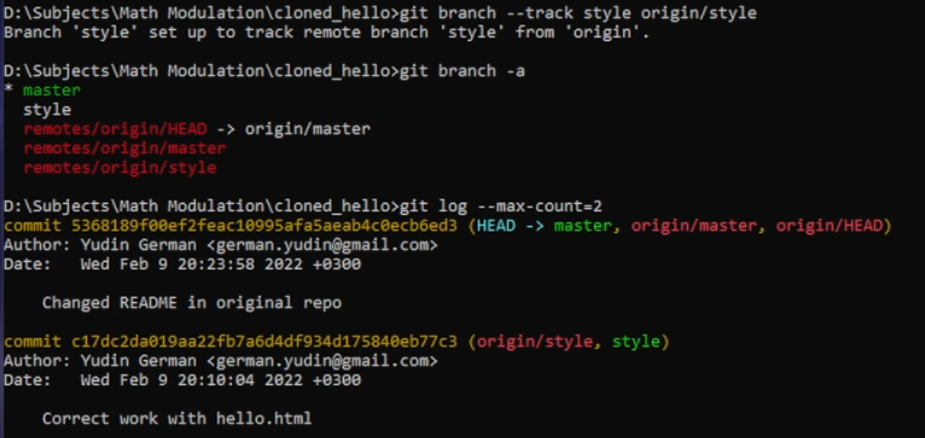 D:\Subjects\Math Modulation\cloned_hello>git branch --track style origin/style
Branch 'style' set up to track remote branch 'style' from 'origin'.
D:\Subjects\Math Modulation\cloned_hello>git branch -a
* master
style
remotes/origin/HEAD -> origin/master
remotes/origin/master
remotes/origin/style
D:\Subjects\Math Modulation\cloned_hello>git log --max-count=2
commit 5368189f00ef2feac10995afa5aeab4c0ecb6ed3 (HEAD -> master, origin/master, origin/HEAD)
Author: Yudin German <german.yudin@gmail.com>
Date:   Wed Feb 9 20:23:58 2022 +0300
Changed README in original repo
commit c17dc2da019aa22fb7a6d4df934d175840eb77c3 (origin/style, style)
Author: Yudin German <german.yudin@gmail.com>
Date:   Wed Feb 9 20:10:04 2022 +0300
Correct work with hello.html